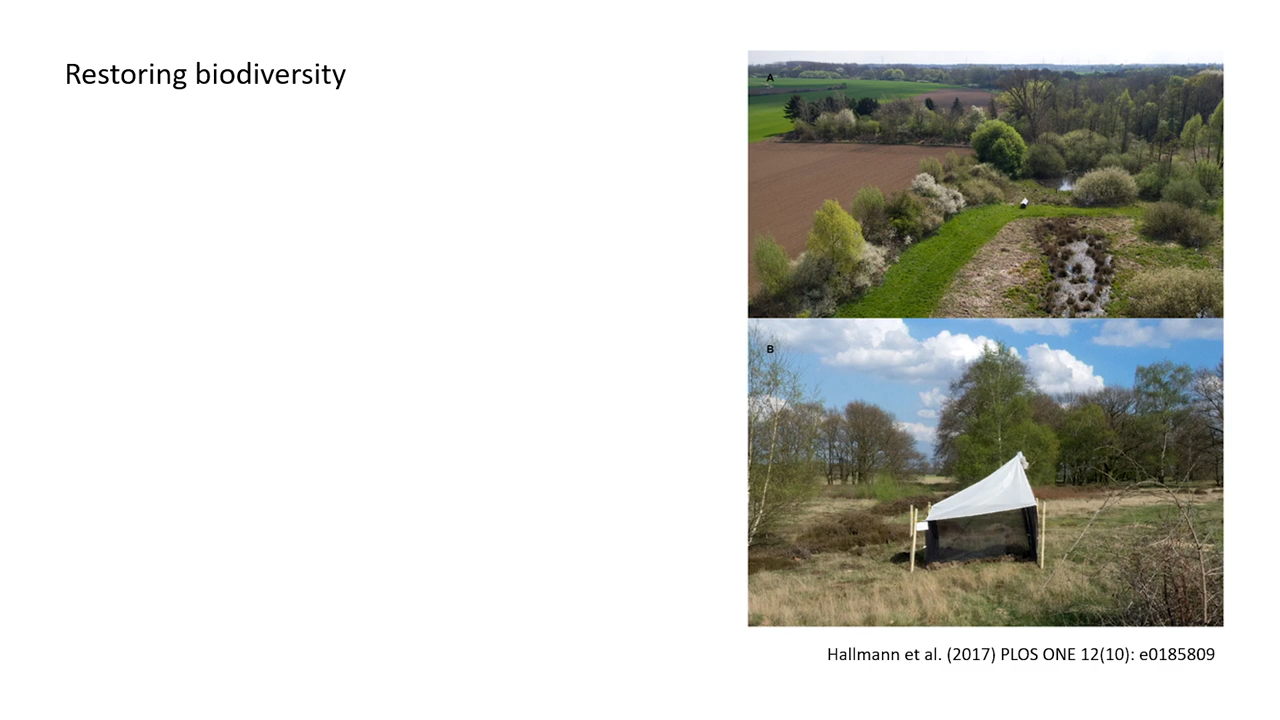 Restoring biodiversity
A
B
Hallmann et al. (2017) PLOS ONE 12(10): e0185809